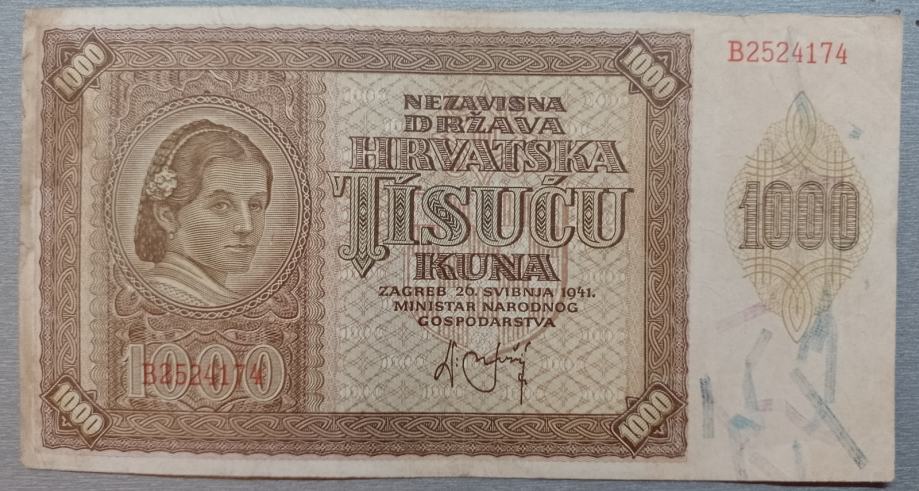 1000
1000
B2524174
NEZAVISNA
DRŽAVA
HRVATSKA
TISUĆU
KUNA
ZAGREB 26. SVIBNJA 1941.
MINISTAR NARODNOG
GOSPODARSTVA
1000
1000
B2524174
1000
1000